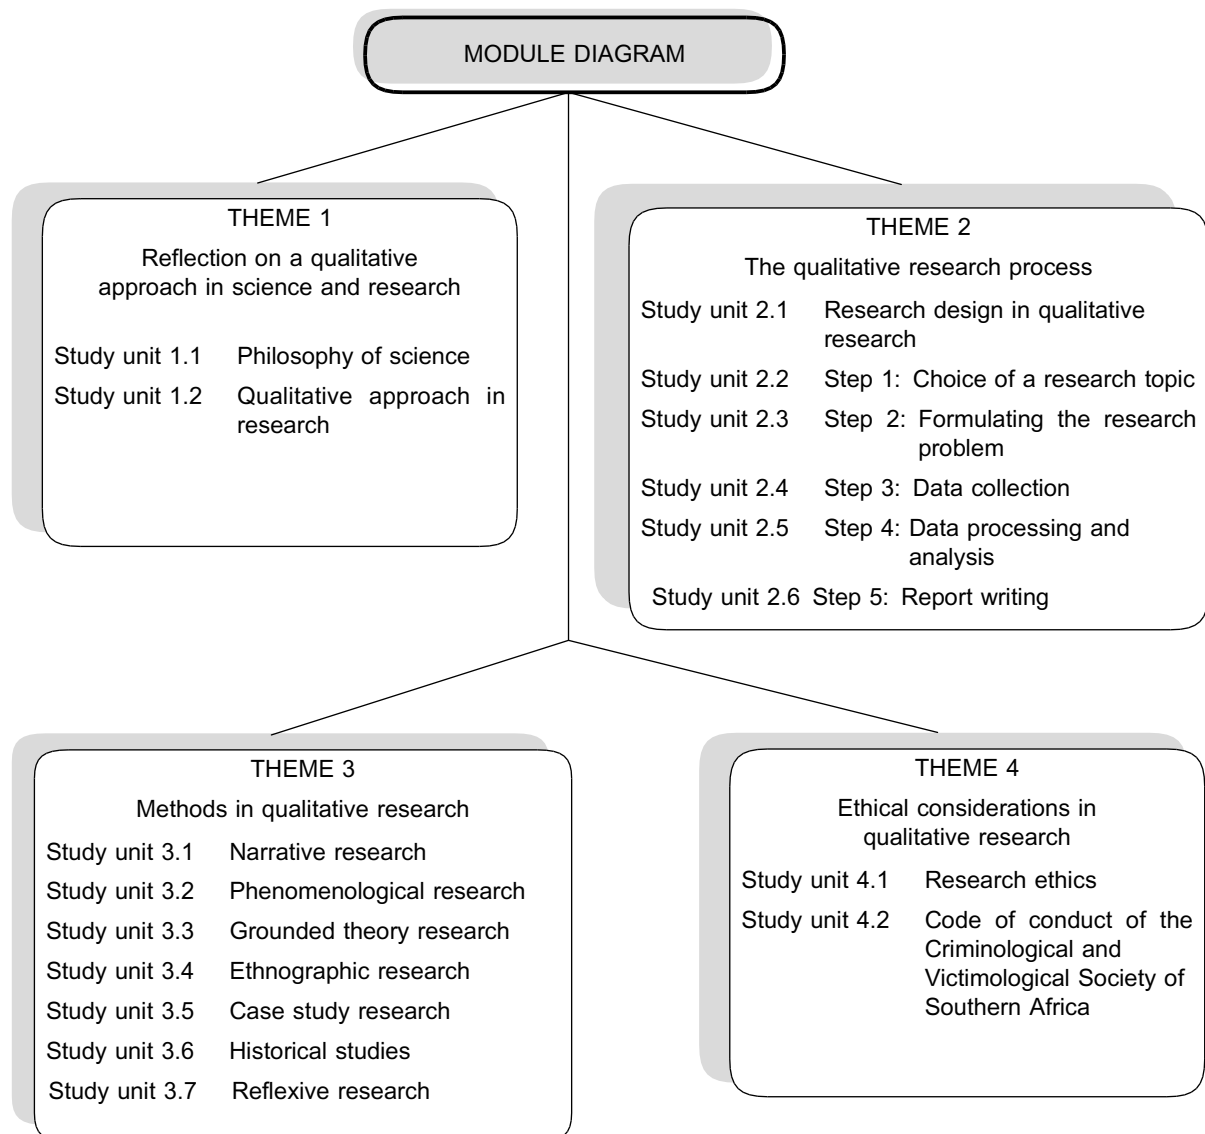 MODULE DIAGRAM
THEME 1
Reflection on a qualitative
approach in science and research
Study unit 1.1 Philosophy of science
Study unit 1.2 Qualitative approach in
research
THEME 2
The qualitative research process
Study unit 2.1 Research design in qualitative
research
Study unit 2.2 Step 1: Choice of a research topic
Study unit 2.3 Step 2: Formulating the research
problem
Study unit 2.4 Step 3: Data collection
Study unit 2.5 Step 4: Data processing and
analysis
Study unit 2.6 Step 5: Report writing
THEME 3
Methods in qualitative research
Study unit 3.1 Narrative research
Study unit 3.2 Phenomenological research
Study unit 3.3 Grounded theory research
Study unit 3.4 Ethnographic research
Study unit 3.5 Case study research
Study unit 3.6 Historical studies
Study unit 3.7 Reflexive research
THEME 4
Ethical considerations in
qualitative research
Study unit 4.1 Research ethics
Study unit 4.2 Code of conduct of the
Criminological and
Victimological Society of
Southern Africa